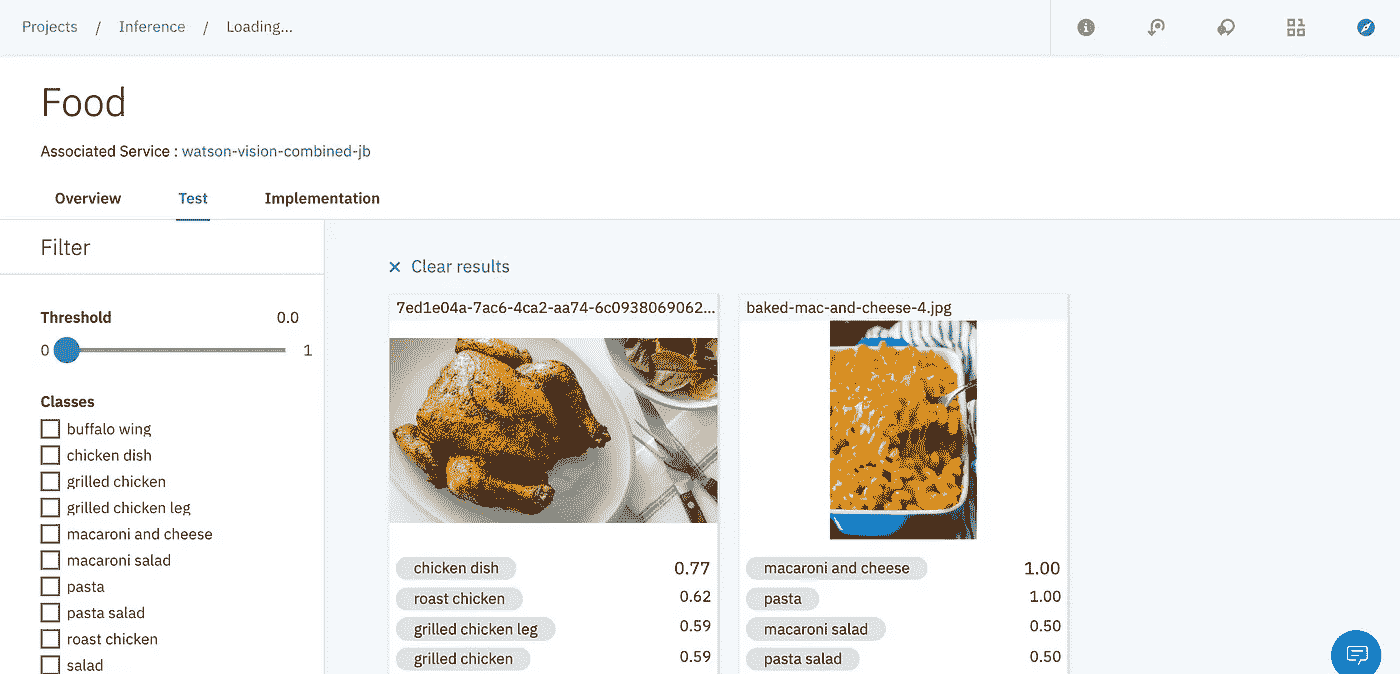 Projects / Inference / Loading...
Food
Associated Service : watson-vision-combined-jb
Overview Test Implementation
Filter
Threshold 0.0
0 1
Classes
buffalo wing
chicken dish
grilled chicken
grilled chicken leg
macaroni and cheese
macaroni salad
pasta
pasta salad
roast chicken
salad
× Clear results
7ed1e04a-7ac6-4ca2-aa74-6c0938069062...
chicken dish 0.77
roast chicken 0.62
grilled chicken leg 0.59
grilled chicken 0.59
baked-mac-and-cheese-4.jpg
macaroni and cheese 1.00
pasta 1.00
macaroni salad 0.50
pasta salad 0.50